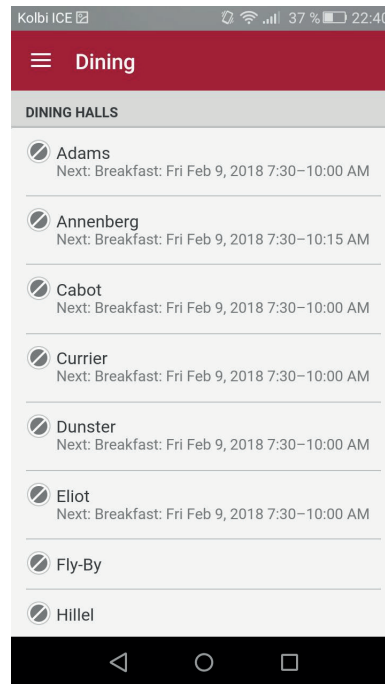 Kolbi ICE 37 % 22:40
Dining
DINING HALLS
Adams
Next: Breakfast: Fri Feb 9, 2018 7:30–10:00 AM
Annenberg
Next: Breakfast: Fri Feb 9, 2018 7:30–10:15 AM
Cabot
Next: Breakfast: Fri Feb 9, 2018 7:30–10:00 AM
Currier
Next: Breakfast: Fri Feb 9, 2018 7:30–10:00 AM
Dunster
Next: Breakfast: Fri Feb 9, 2018 7:30–10:00 AM
Eliot
Next: Breakfast: Fri Feb 9, 2018 7:30–10:00 AM
Fly-By
Hillel